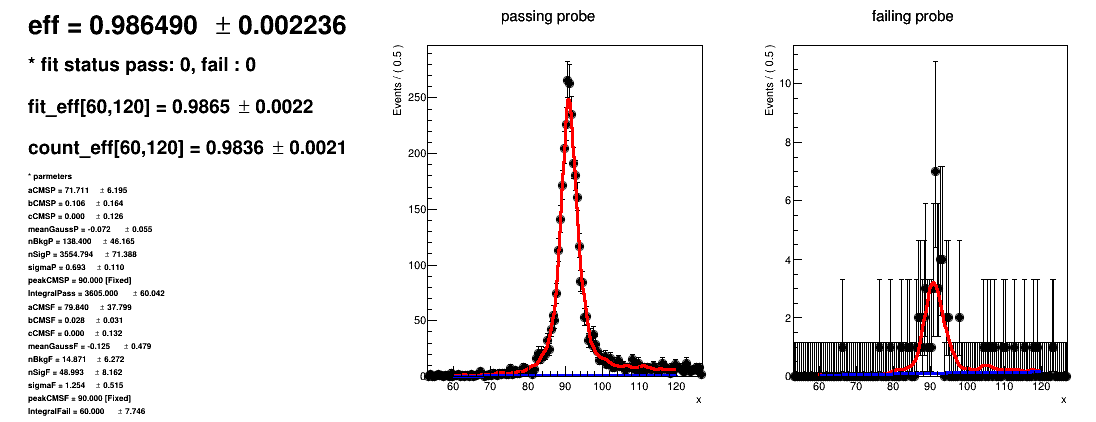 eff = 0.986490 ± 0.002236
* fit status pass: 0, fail : 0
fit_eff[60,120] = 0.9865 ± 0.0022
count_eff[60,120] = 0.9836 ± 0.0021
* parmeters
aCMSP = 71.711 ± 6.195
bCMSP = 0.106 ± 0.164
cCMSP = 0.000 ± 0.126
meanGaussP = -0.072 ± 0.055
nBkgP = 138.400 ± 46.165
nSigP = 3554.794 ± 71.388
sigmaP = 0.693 ± 0.110
peakCMSP = 90.000 [Fixed]
IntegralPass = 3605.000 ± 60.042
aCMSF = 79.840 ± 37.799
bCMSF = 0.028 ± 0.031
cCMSF = 0.000 ± 0.132
meanGaussF = -0.125 ± 0.479
nBkgF = 14.871 ± 6.272
nSigF = 48.993 ± 8.162
sigmaF = 1.254 ± 0.515
peakCMSF = 90.000 [Fixed]
IntegralFail = 60.000 ± 7.746
passing probe
Events / ( 0.5 )
250
200
150
100
50
0
60 70 80 90 100 110 120
x
failing probe
Events / ( 0.5 )
10
8
6
4
2
0
60 70 80 90 100 110 120
x